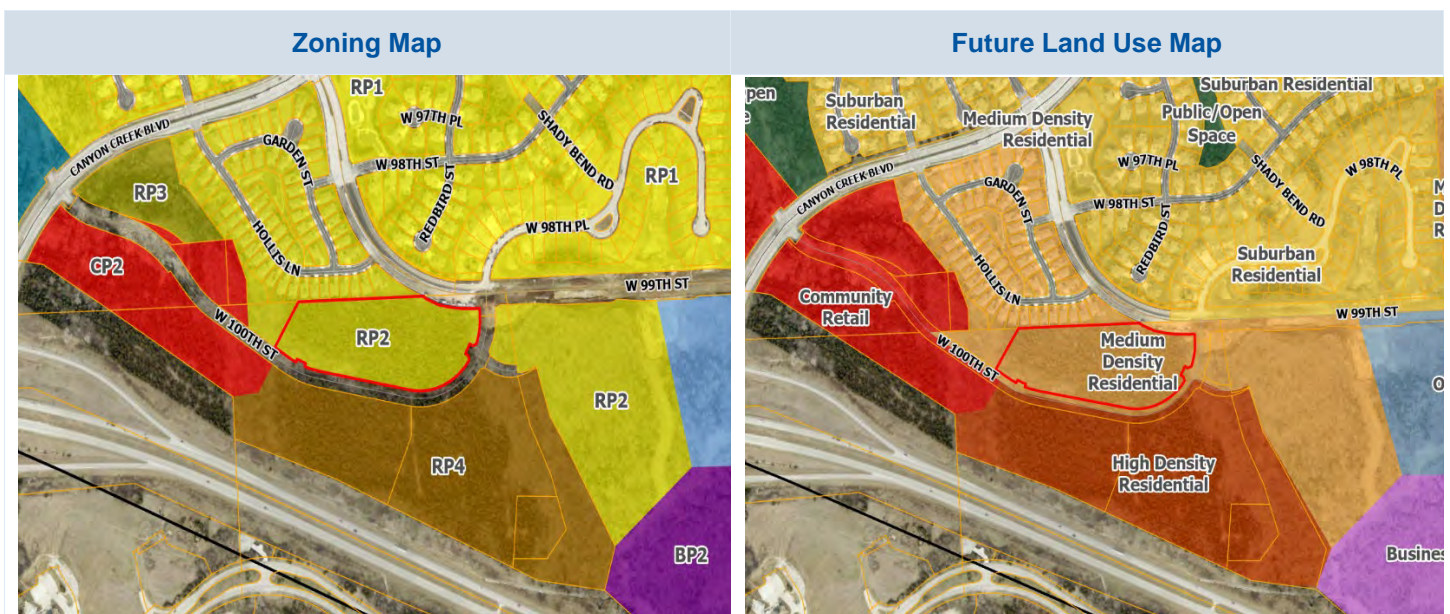 Zoning Map
RP1
CANYON CREEK BLVD
W 97TH PL
GARDEN ST
W 98TH ST
SHADY BEND RD
RP3
RP1
REDBIRD ST
W 98TH PL
HOLLIS LN
CP2
W 99TH ST
W 100TH ST
RP2
RP2
RP4
BP2
Future Land Use Map
pen
e
Suburban Residential
Suburban
Residential
Medium Density
Residential
Public/Open
Space
CANYON CREEK BLVD
W 97TH PL
W 98TH PL
GARDEN ST
SHADY BEND RD
M
D
R
W 98TH ST
REDBIRD ST
HOLLIS LN
Suburban
Residential
Community
Retail
W 99TH ST
W 100TH ST
Medium
Density
Residential
O
High Density
Residential
Busines